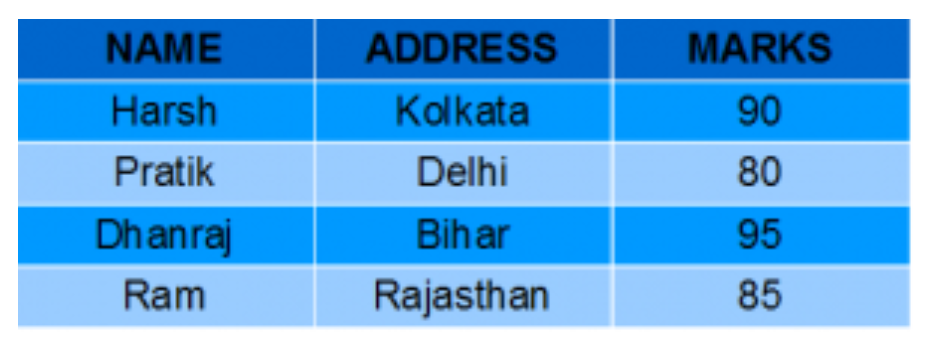 NAME ADDRESS MARKS
Harsh Kolkata 90
Pratik Delhi 80
Dhanraj Bihar 95
Ram Rajasthan 85